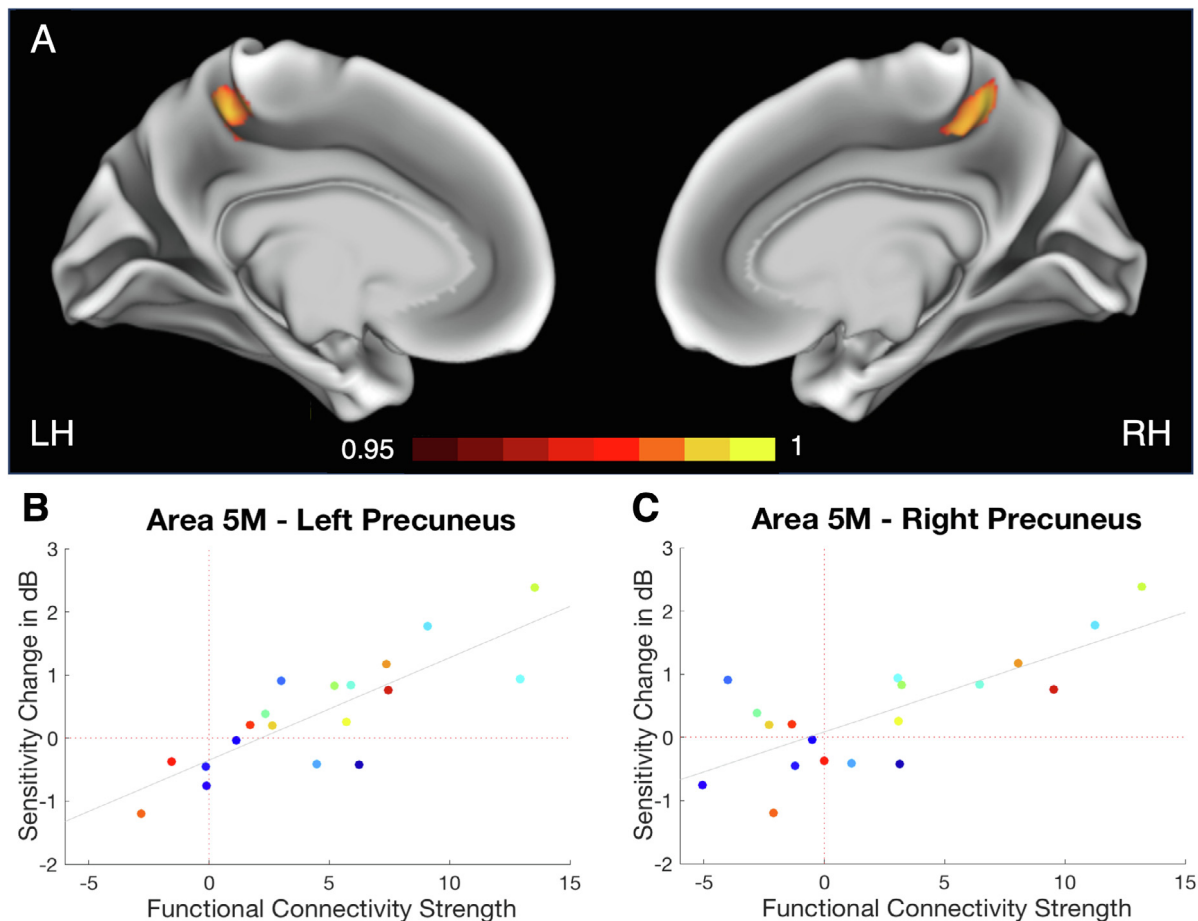 A
LH
RH
0.95
1
B
Area 5M - Left Precuneus
Sensitivity Change in dB
3
2
1
0
-1
-2
-5
0
5
10
15
Functional Connectivity Strength
C
Area 5M - Right Precuneus
Sensitivity Change in dB
3
2
1
0
-1
-2
-5
0
5
10
15
Functional Connectivity Strength